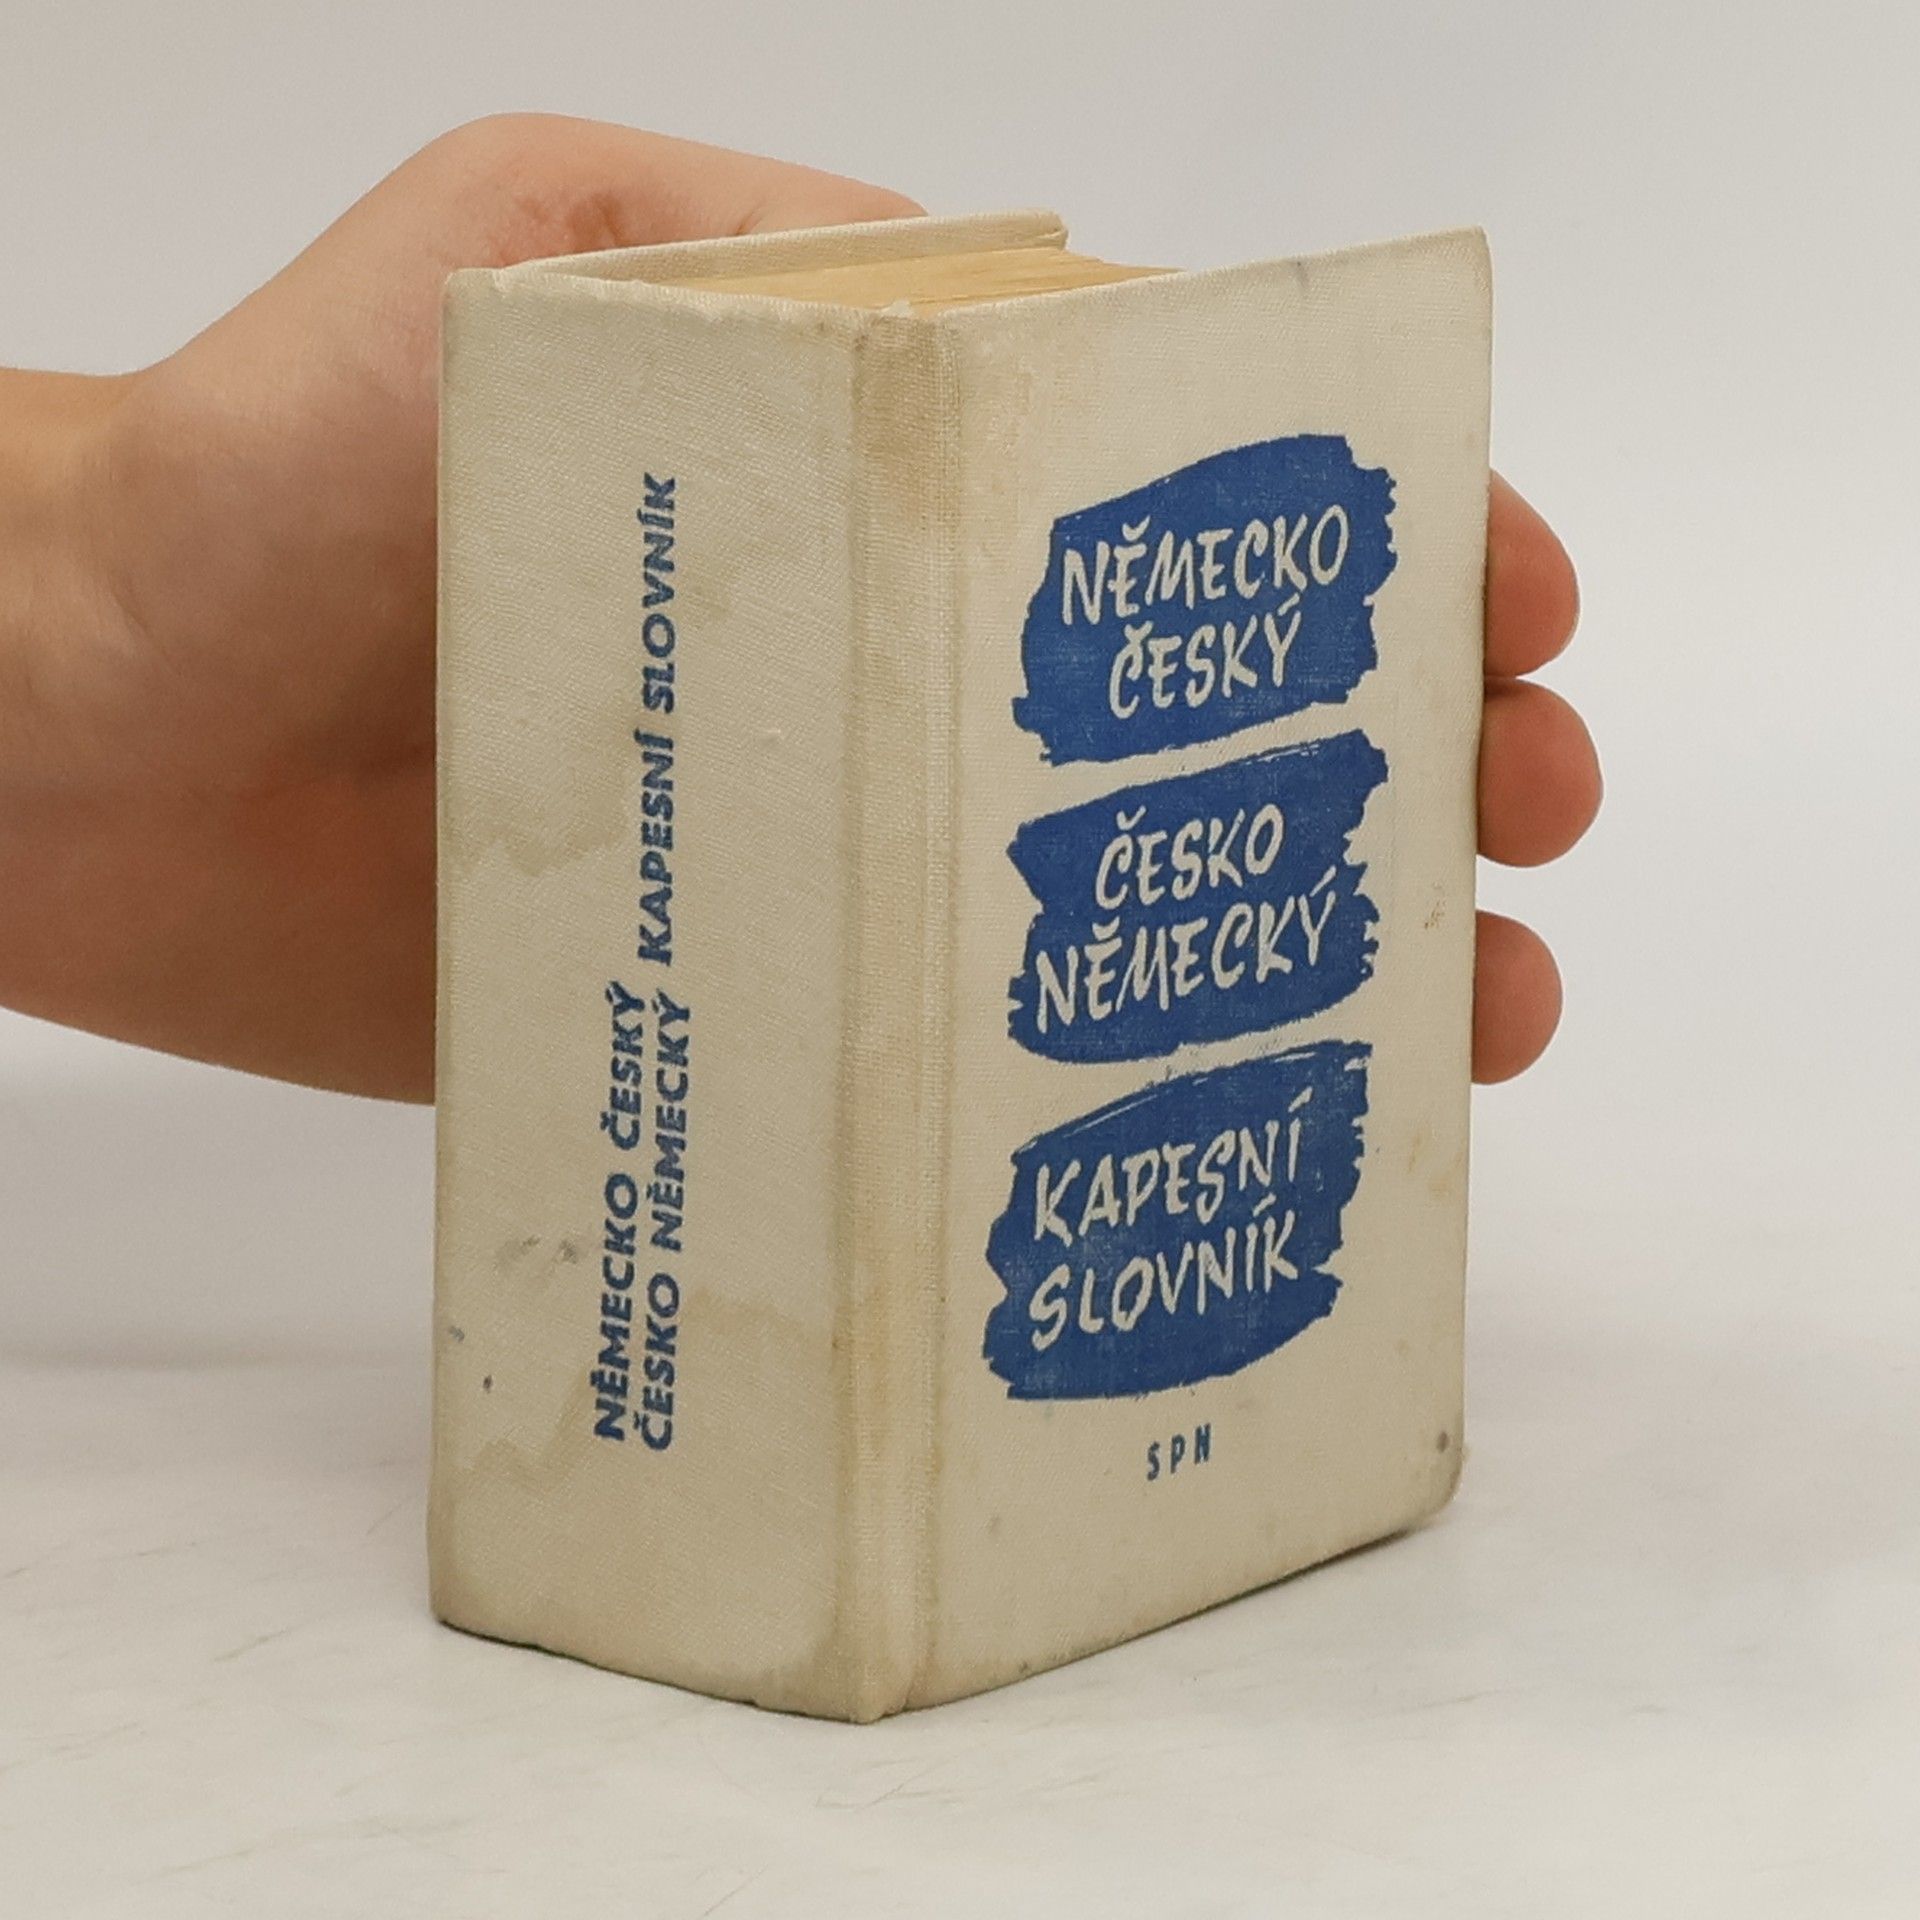 NĚMECKO ČESKÝ
ČESKO NĚMECKÝ KAPESNÍ SLOVNÍK
NĚMECKO
ČESKÝ
ČESKO
NĚMECKÝ
KAPESNÍ
SLOVNÍK
SPN